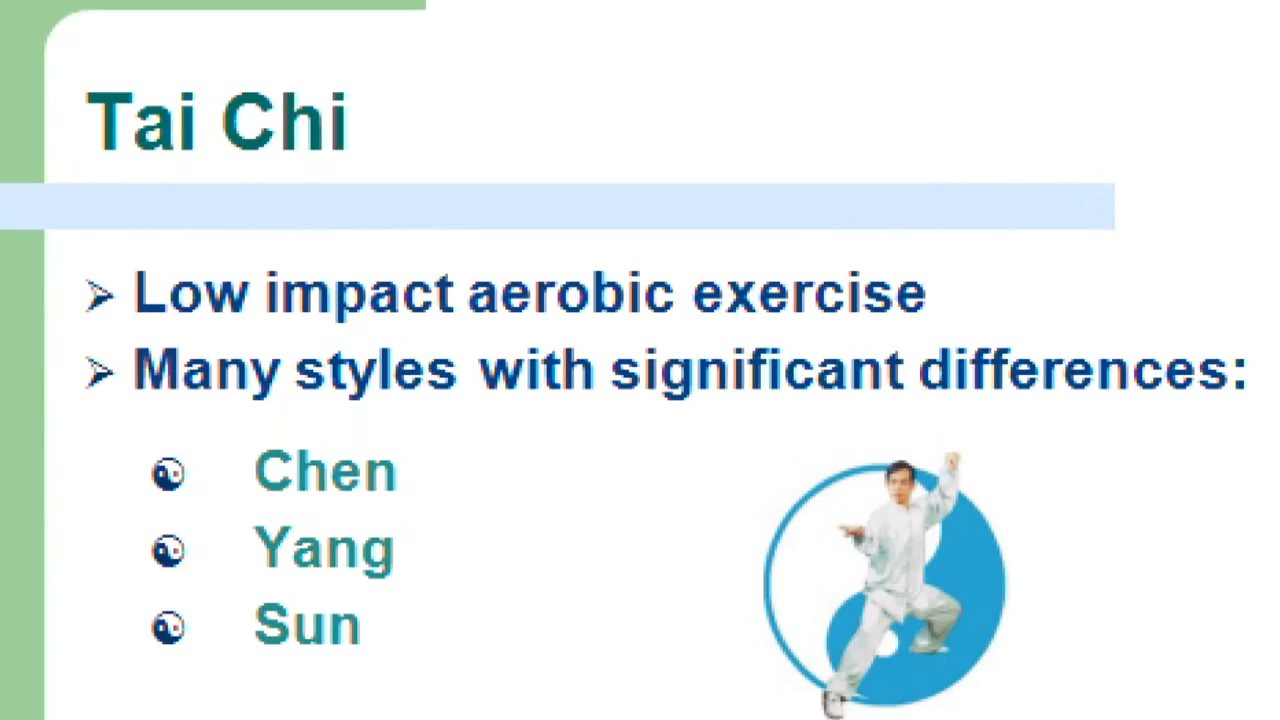 Tai Chi
Low impact aerobic exercise
Many styles with significant differences:
Chen
Yang
Sun